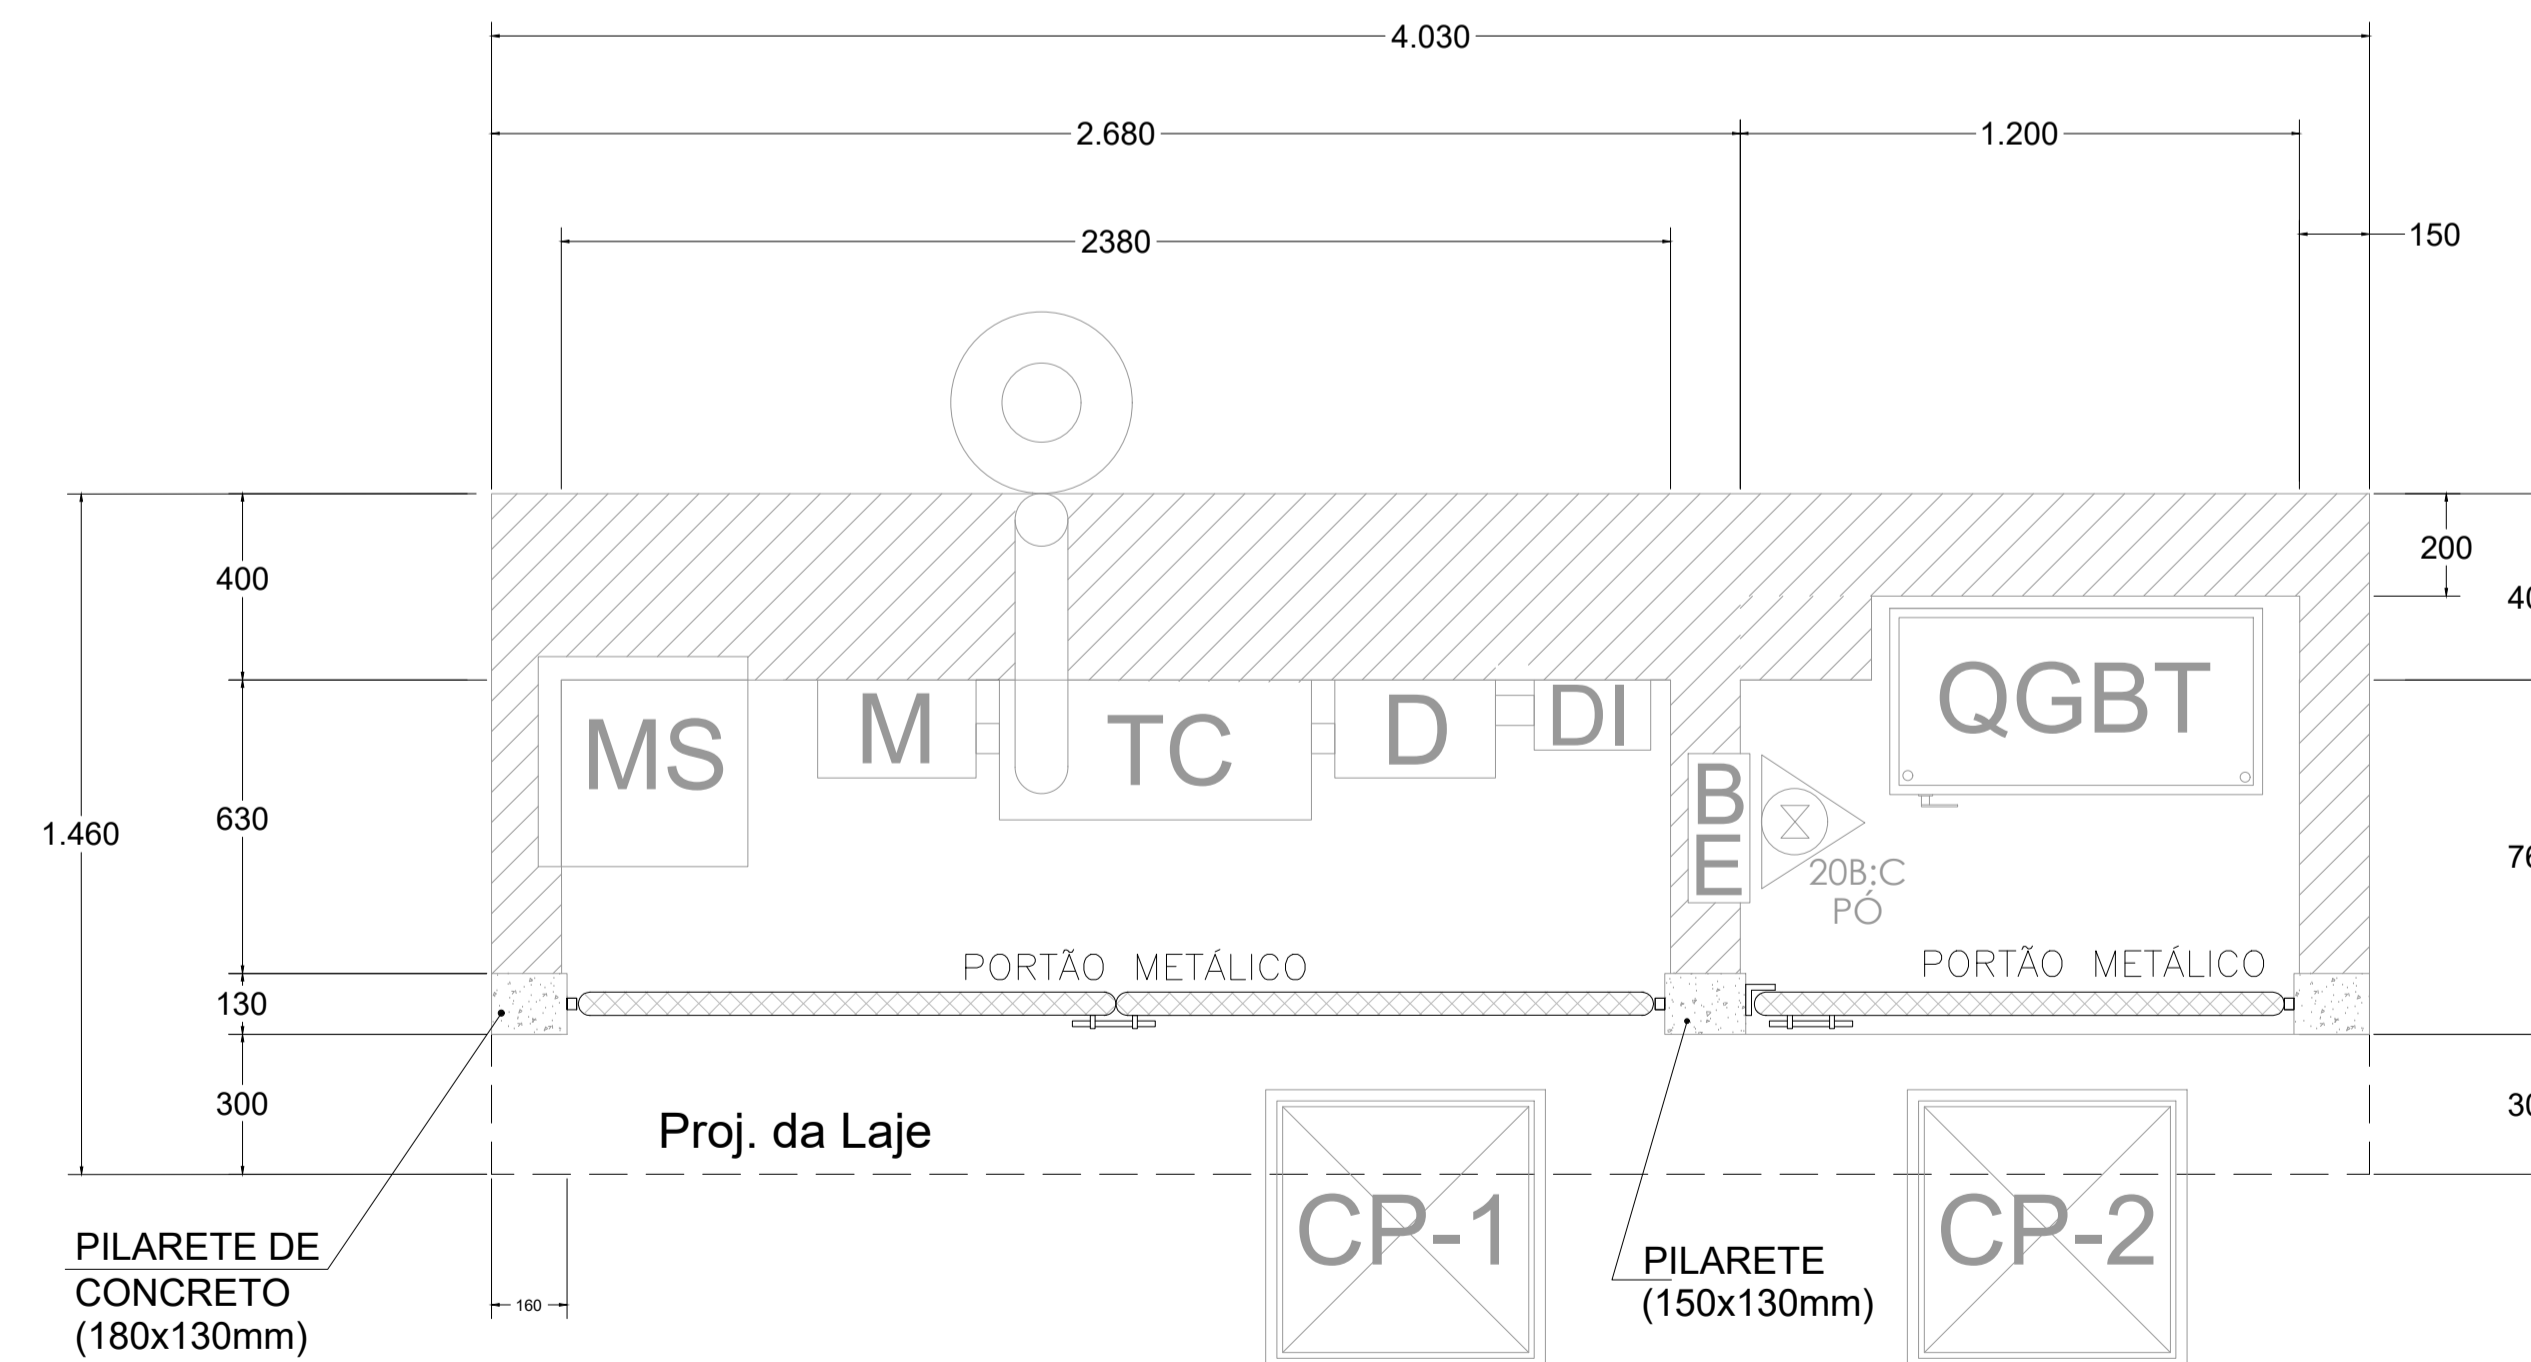 4.030
2.680
1.200
2380
150
400
200
MS
M
TC
D
DI
QGBT
B
E
20B:C
PÓ
630
1.460
PORTÃO METÁLICO
PORTÃO METÁLICO
130
300
Proj. da Laje
CP-1
CP-2
PILARETE DE
CONCRETO
(180x130mm)
160
PILARETE
(150x130mm)